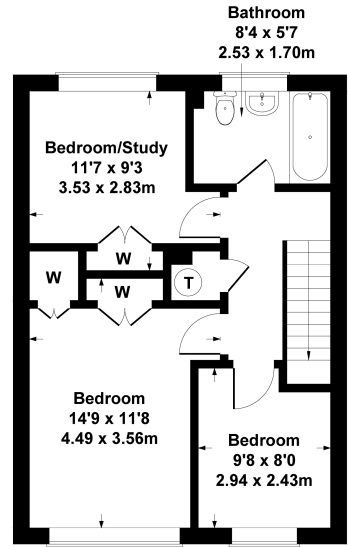 Bathroom
8'4 x 5'7
2.53 x 1.70m
Bedroom/Study
11'7 x 9'3
3.53 x 2.83m
W
W
W
T
Bedroom
14'9 x 11'8
4.49 x 3.56m
Bedroom
9'8 x 8'0
2.94 x 2.43m